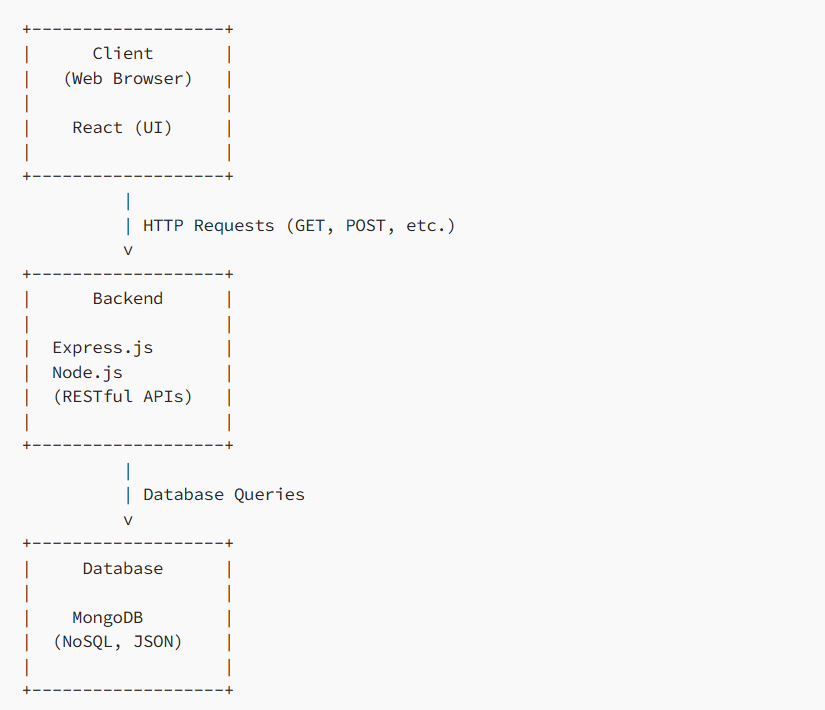 +-------------------+
|      Client       |
|   (Web Browser)   |
|                   |
|    React (UI)     |
|                   |
+-------------------+
          |
          | HTTP Requests (GET, POST, etc.)
          v
+-------------------+
|      Backend      |
|                   |
|  Express.js       |
|  Node.js          |
|  (RESTful APIs)   |
|                   |
+-------------------+
          |
          | Database Queries
          v
+-------------------+
|     Database      |
|                   |
|    MongoDB        |
|  (NoSQL, JSON)    |
|                   |
+-------------------+